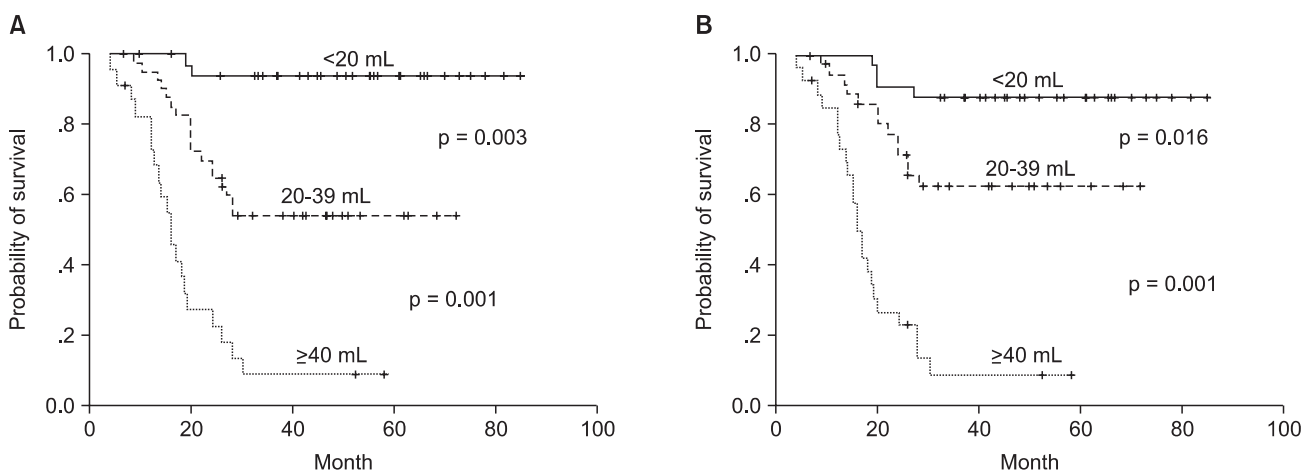 A
1.0
.8
.6
.4
.2
0.0
Probability of survival
<20 mL
p = 0.003
20-39 mL
p = 0.001
≥40 mL
0 20 40 60 80 100
Month
B
1.0
.8
.6
.4
.2
0.0
Probability of survival
<20 mL
p = 0.016
20-39 mL
p = 0.001
≥40 mL
0 20 40 60 80 100
Month